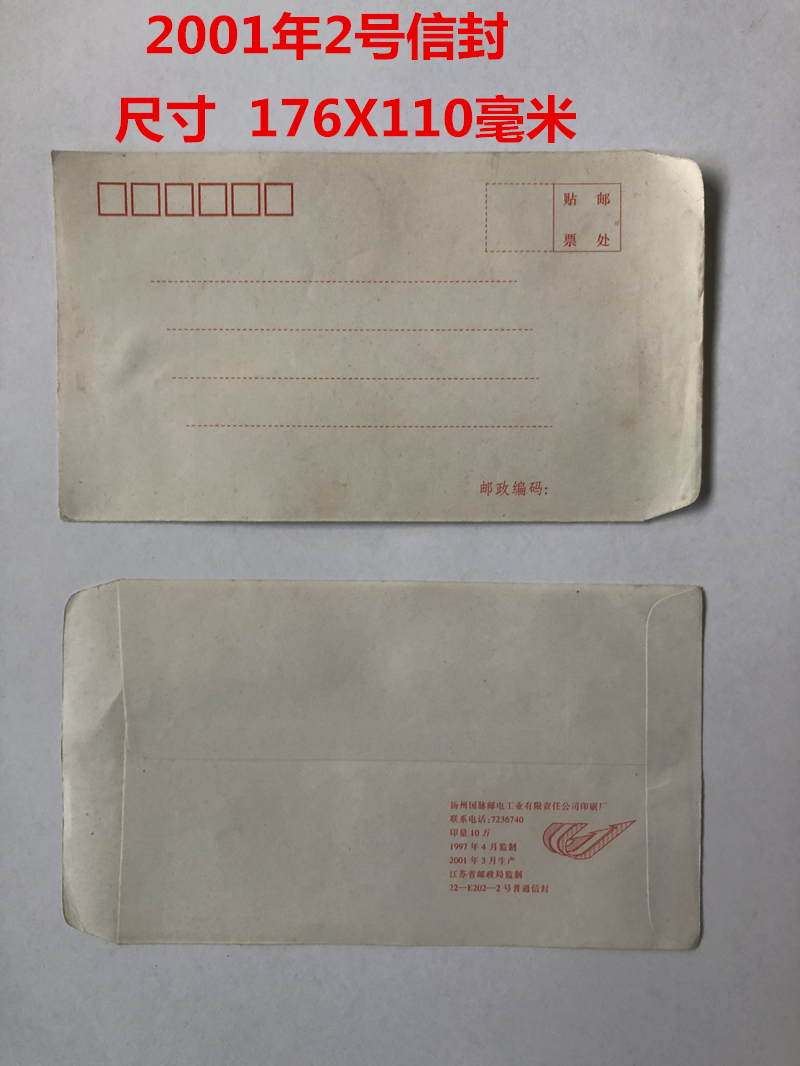 2001年2号信封
尺寸 176X110毫米
贴 邮
票 处
邮政编码:
扬州国脉邮电工业有限责任公司印刷厂
联系电话:7236740
印量10万
1997年4月监制
2001年3月生产
江苏省邮政局监制
22—E202—2号普通信封